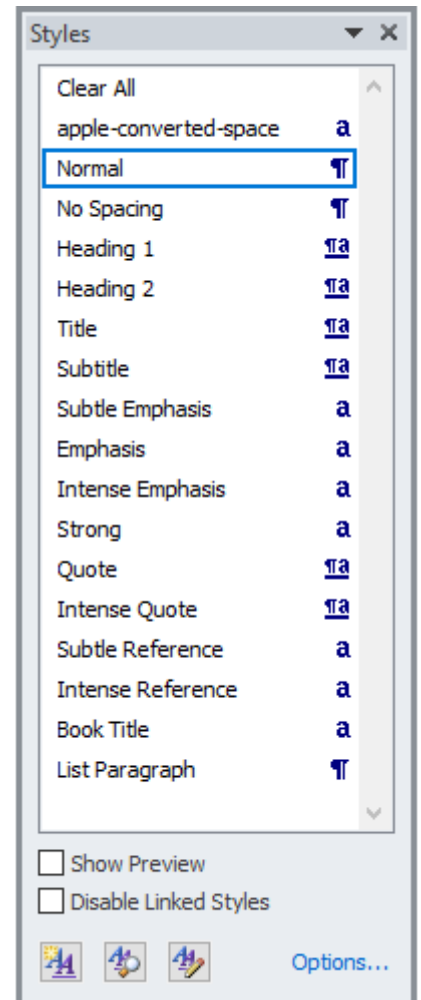 Styles
Clear All
apple-converted-space a
Normal ¶
No Spacing ¶
Heading 1 ¶a
Heading 2 ¶a
Title ¶a
Subtitle ¶a
Subtle Emphasis a
Emphasis a
Intense Emphasis a
Strong a
Quote ¶a
Intense Quote ¶a
Subtle Reference a
Intense Reference a
Book Title a
List Paragraph ¶
Show Preview
Disable Linked Styles
Options...